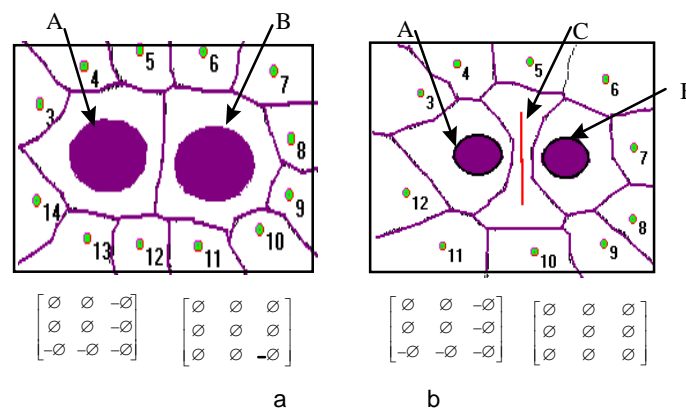 A B
4 5 6 7
3 8
14 9
13 12 11 10
A C
4 5 6
3 7
12 8
11 10 9
∅ ∅ −∅
∅ ∅ −∅
−∅ −∅ −∅
∅ ∅ ∅
∅ ∅ ∅
∅ ∅ −∅
∅ ∅ −∅
∅ ∅ −∅
−∅ −∅ −∅
∅ ∅ ∅
∅ ∅ ∅
∅ ∅ ∅
a b